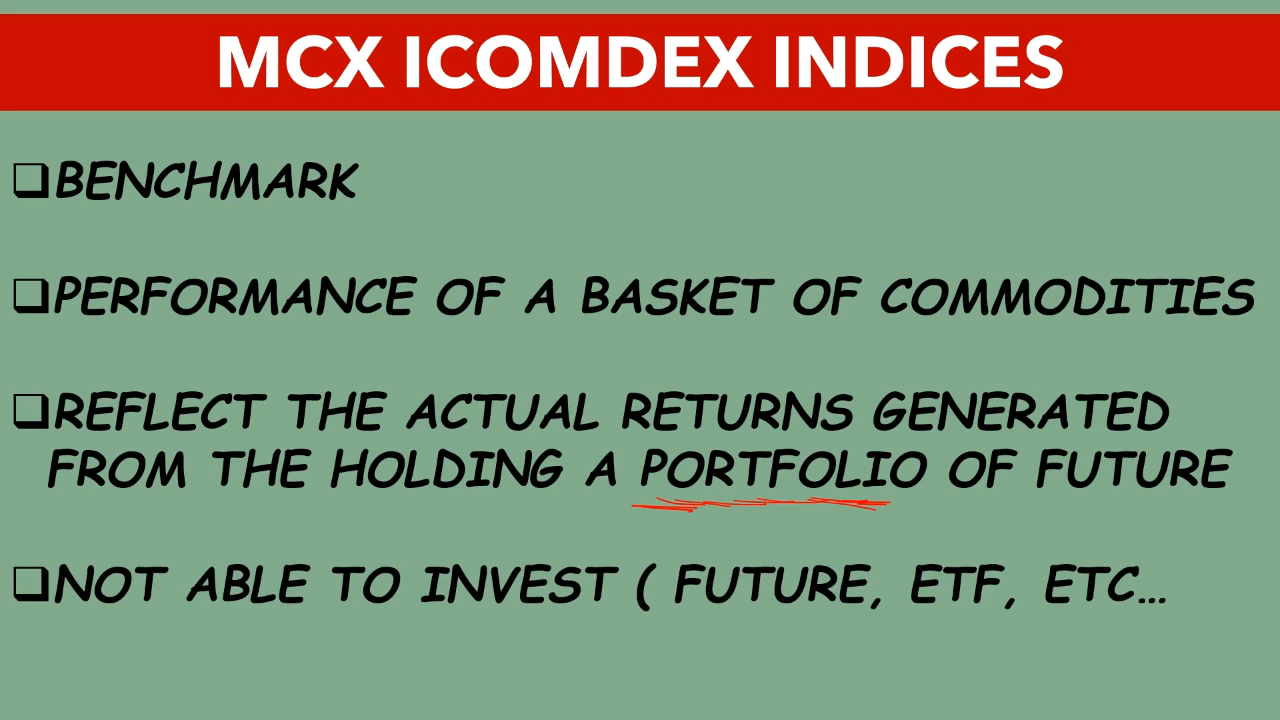 MCX ICOMDEX INDICES
❑BENCHMARK
❑PERFORMANCE OF A BASKET OF COMMODITIES
❑REFLECT THE ACTUAL RETURNS GENERATED
FROM THE HOLDING A PORTFOLIO OF FUTURE
❑NOT ABLE TO INVEST ( FUTURE, ETF, ETC...